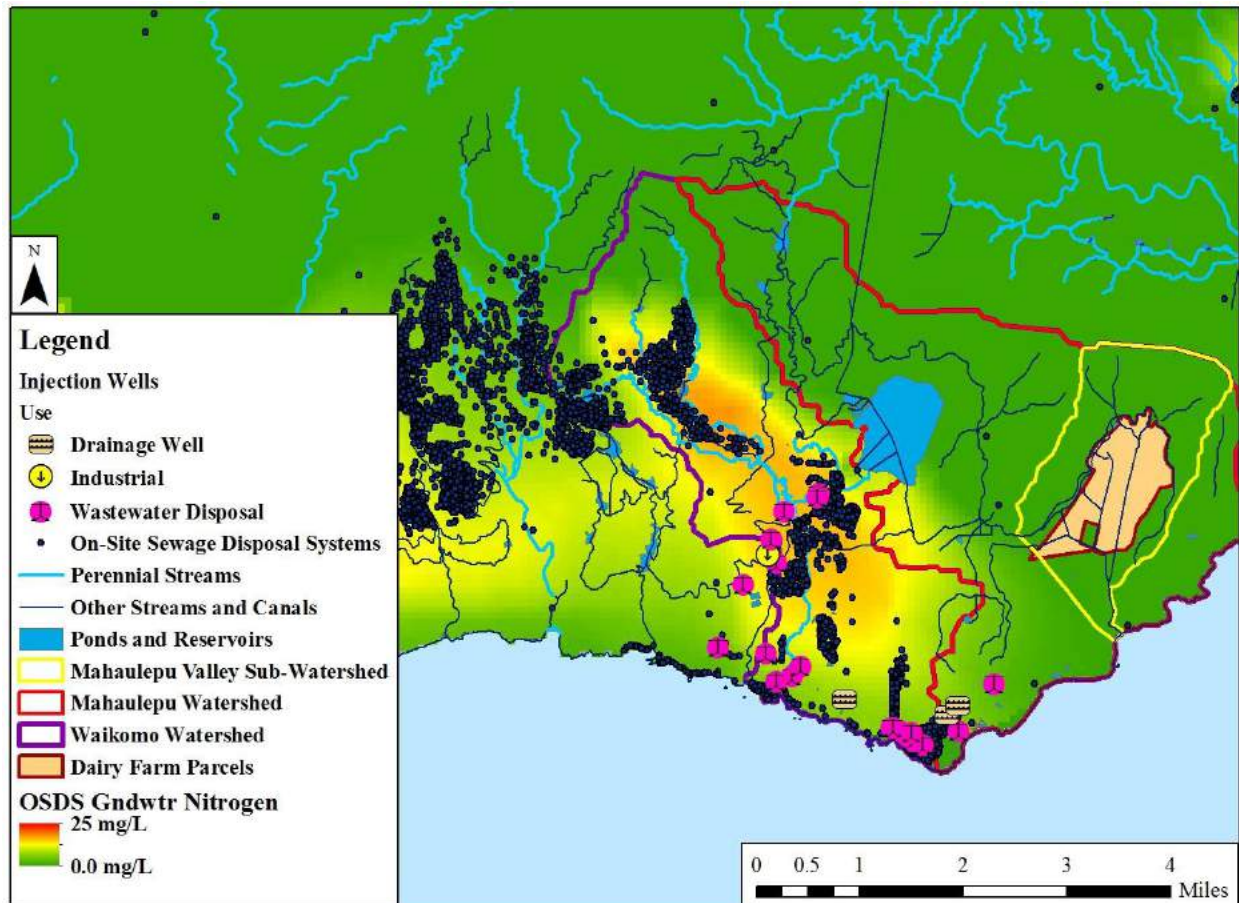 N
Legend
Injection Wells
Use
Drainage Well
Industrial
Wastewater Disposal
On-Site Sewage Disposal Systems
Perennial Streams
Other Streams and Canals
Ponds and Reservoirs
Mahaulepu Valley Sub-Watershed
Mahaulepu Watershed
Waikomo Watershed
Dairy Farm Parcels
OSDS Gndwtr Nitrogen
25 mg/L
0.0 mg/L
0 0.5 1 2 3 4
Miles